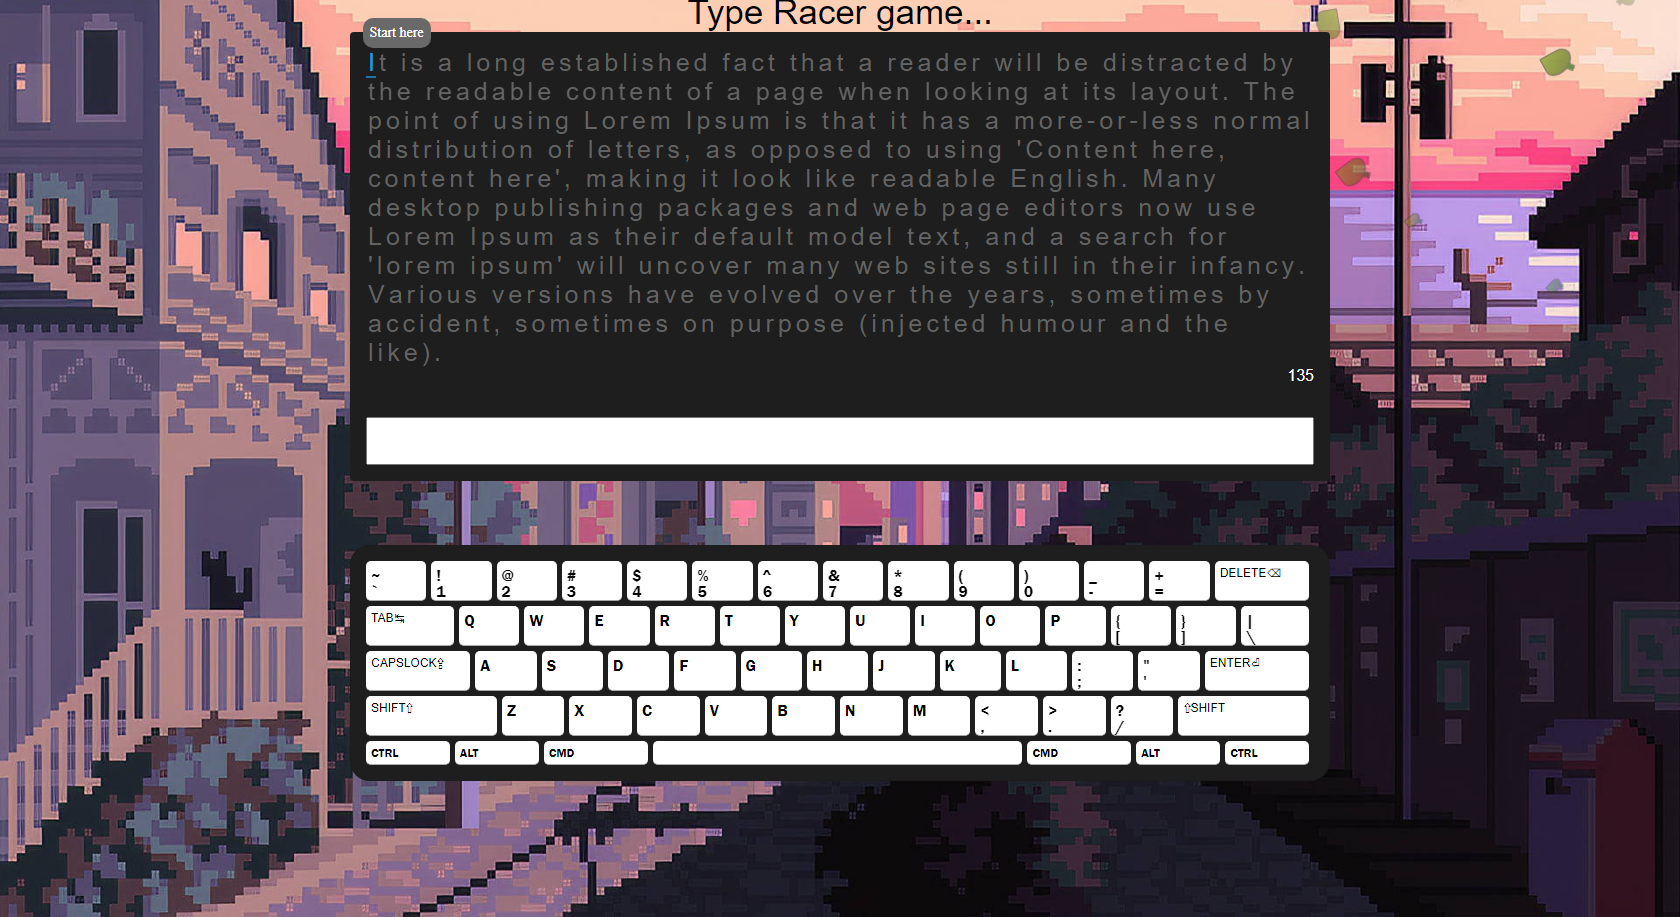 Type Racer game...
Start here
It is a long established fact that a reader will be distracted by
the readable content of a page when looking at its layout. The
point of using Lorem Ipsum is that it has a more-or-less normal
distribution of letters, as opposed to using 'Content here,
content here', making it look like readable English. Many
desktop publishing packages and web page editors now use
Lorem Ipsum as their default model text, and a search for
'lorem ipsum' will uncover many web sites still in their infancy.
Various versions have evolved over the years, sometimes by
accident, sometimes on purpose (injected humour and the
like).
135
~ ! @ # $ % ^ & * ( ) _ + DELETE⌫
` 1 2 3 4 5 6 7 8 9 0 - =
TAB↹ Q W E R T Y U I O P { } |
[ ] \
CAPSLOCK⇪ A S D F G H J K L : " ENTER⏎
; '
SHIFT⇧ Z X C V B N M < > ? ⇧SHIFT
, . /
CTRL ALT CMD CMD ALT CTRL